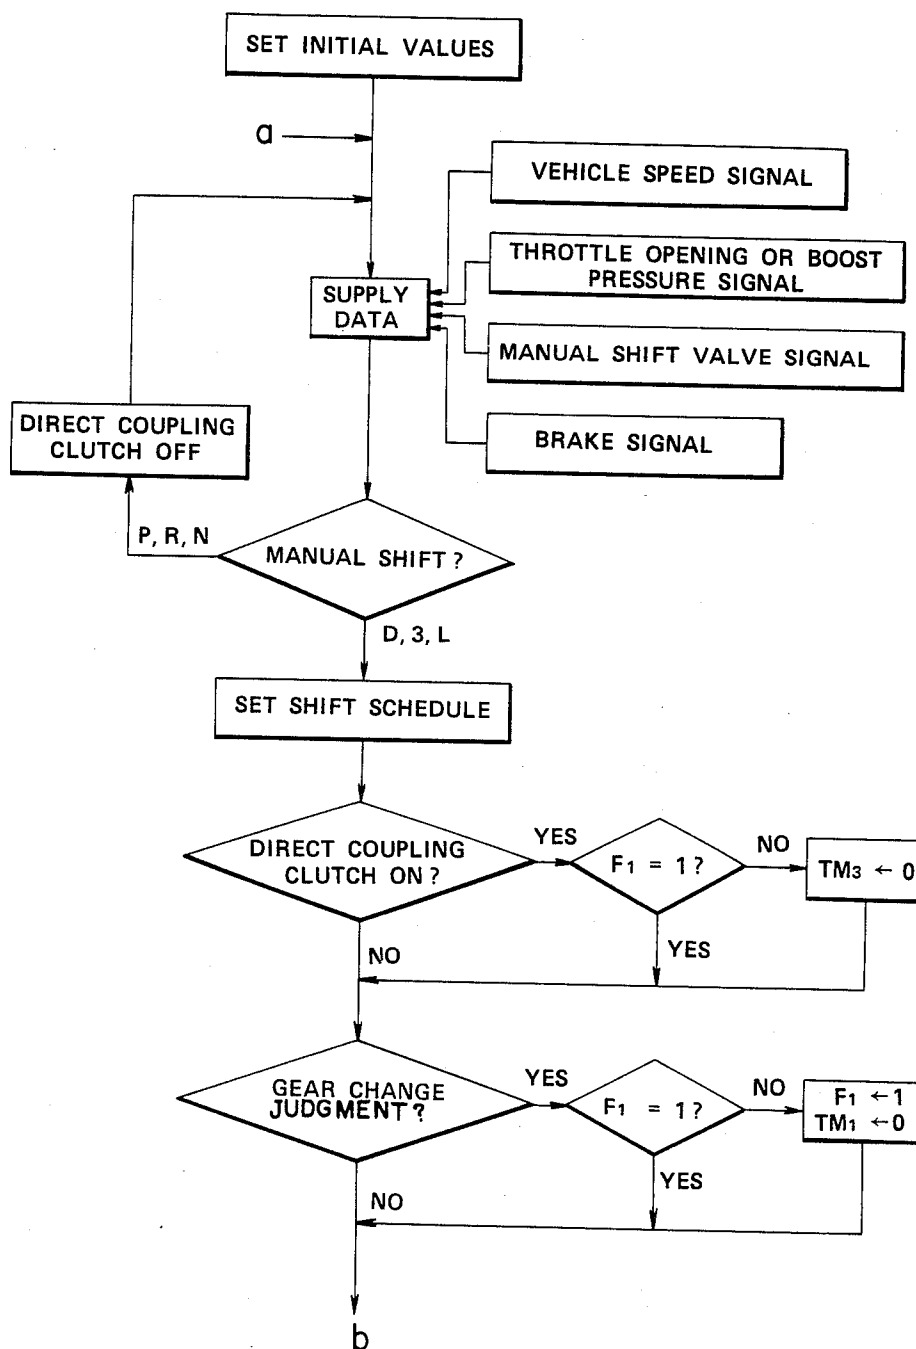 SET INITIAL VALUES
a
VEHICLE SPEED SIGNAL
THROTTLE OPENING OR BOOST
PRESSURE SIGNAL
SUPPLY
DATA
MANUAL SHIFT VALVE SIGNAL
DIRECT COUPLING
CLUTCH OFF
BRAKE SIGNAL
P, R, N
MANUAL SHIFT?
D, 3, L
SET SHIFT SCHEDULE
DIRECT COUPLING
CLUTCH ON?
YES
F₁ = 1?
NO
TM₃ ← 0
NO
YES
GEAR CHANGE
JUDGMENT?
YES
F₁ = 1?
NO
F₁ ← 1
TM₁ ← 0
NO
YES
b